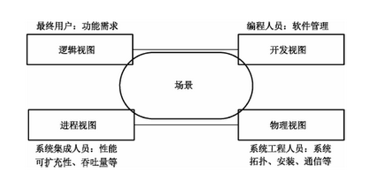 最终用户：功能需求
编程人员：软件管理
逻辑视图
开发视图
场景
进程视图
物理视图
系统集成人员：性能
可扩充性、吞吐量等
系统工程人员：系统
拓扑、安装、通信等